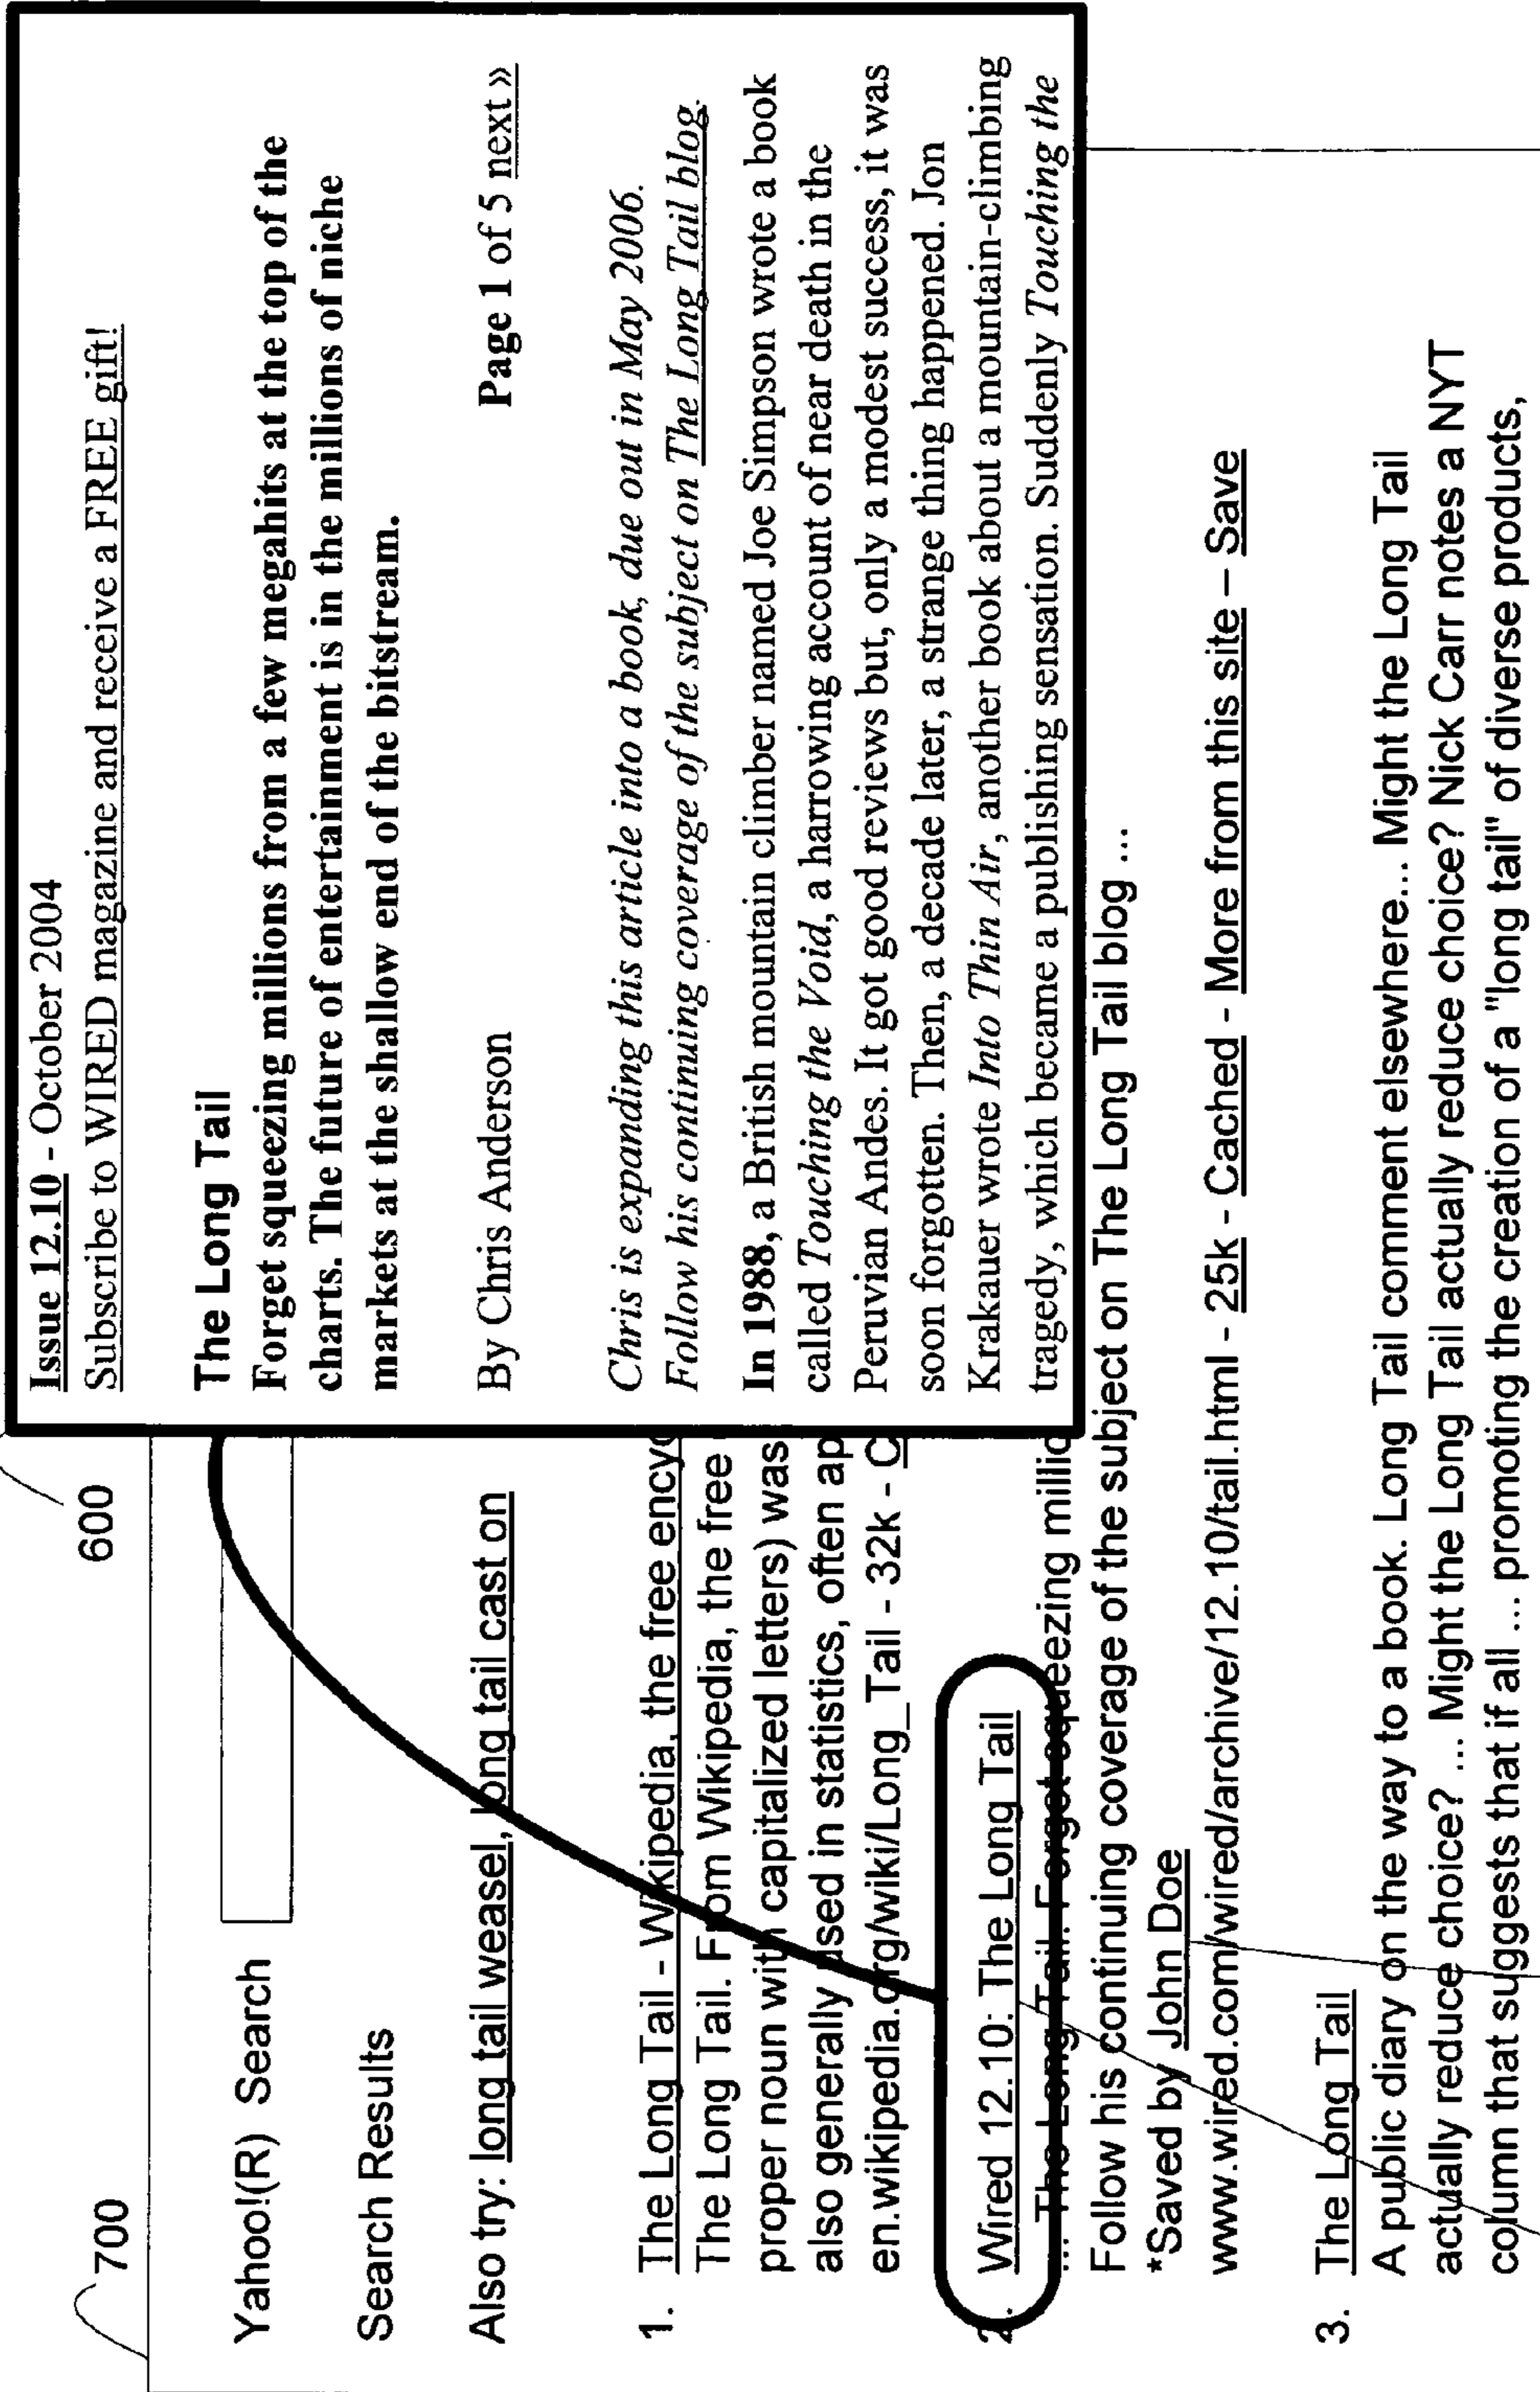 700
600
Issue 12.10 - October 2004
Subscribe to WIRED magazine and receive a FREE gift!
The Long Tail
Forget squeezing millions from a few megahits at the top of the
charts. The future of entertainment is in the millions of niche
markets at the shallow end of the bitstream.
By Chris Anderson
Page 1 of 5 next »
Chris is expanding this article into a book, due out in May 2006.
Follow his continuing coverage of the subject on The Long Tail blog.
In 1988, a British mountain climber named Joe Simpson wrote a book
called Touching the Void, a harrowing account of near death in the
Peruvian Andes. It got good reviews but, only a modest success, it was
soon forgotten. Then, a decade later, a strange thing happened. Jon
Krakauer wrote Into Thin Air, another book about a mountain-climbing
tragedy, which became a publishing sensation. Suddenly Touching the
Yahoo!(R) Search
Search Results
Also try: long tail weasel, long tail cast on
1. The Long Tail - Wikipedia, the free ency
The Long Tail. From Wikipedia, the free
proper noun with capitalized letters) was
also generally used in statistics, often ap
en.wikipedia.org/wiki/Long_Tail - 32k - C
2. Wired 12.10: The Long Tail
... The Long Tail. Forget squeezing millio
Follow his continuing coverage of the subject on The Long Tail blog ...
*Saved by John Doe
www.wired.com/wired/archive/12.10/tail.html - 25k - Cached - More from this site – Save
3. The Long Tail
A public diary on the way to a book. Long Tail comment elsewhere... Might the Long Tail
actually reduce choice? ... Might the Long Tail actually reduce choice? Nick Carr notes a NYT
column that suggests that if all ... promoting the creation of a "long tail" of diverse products,